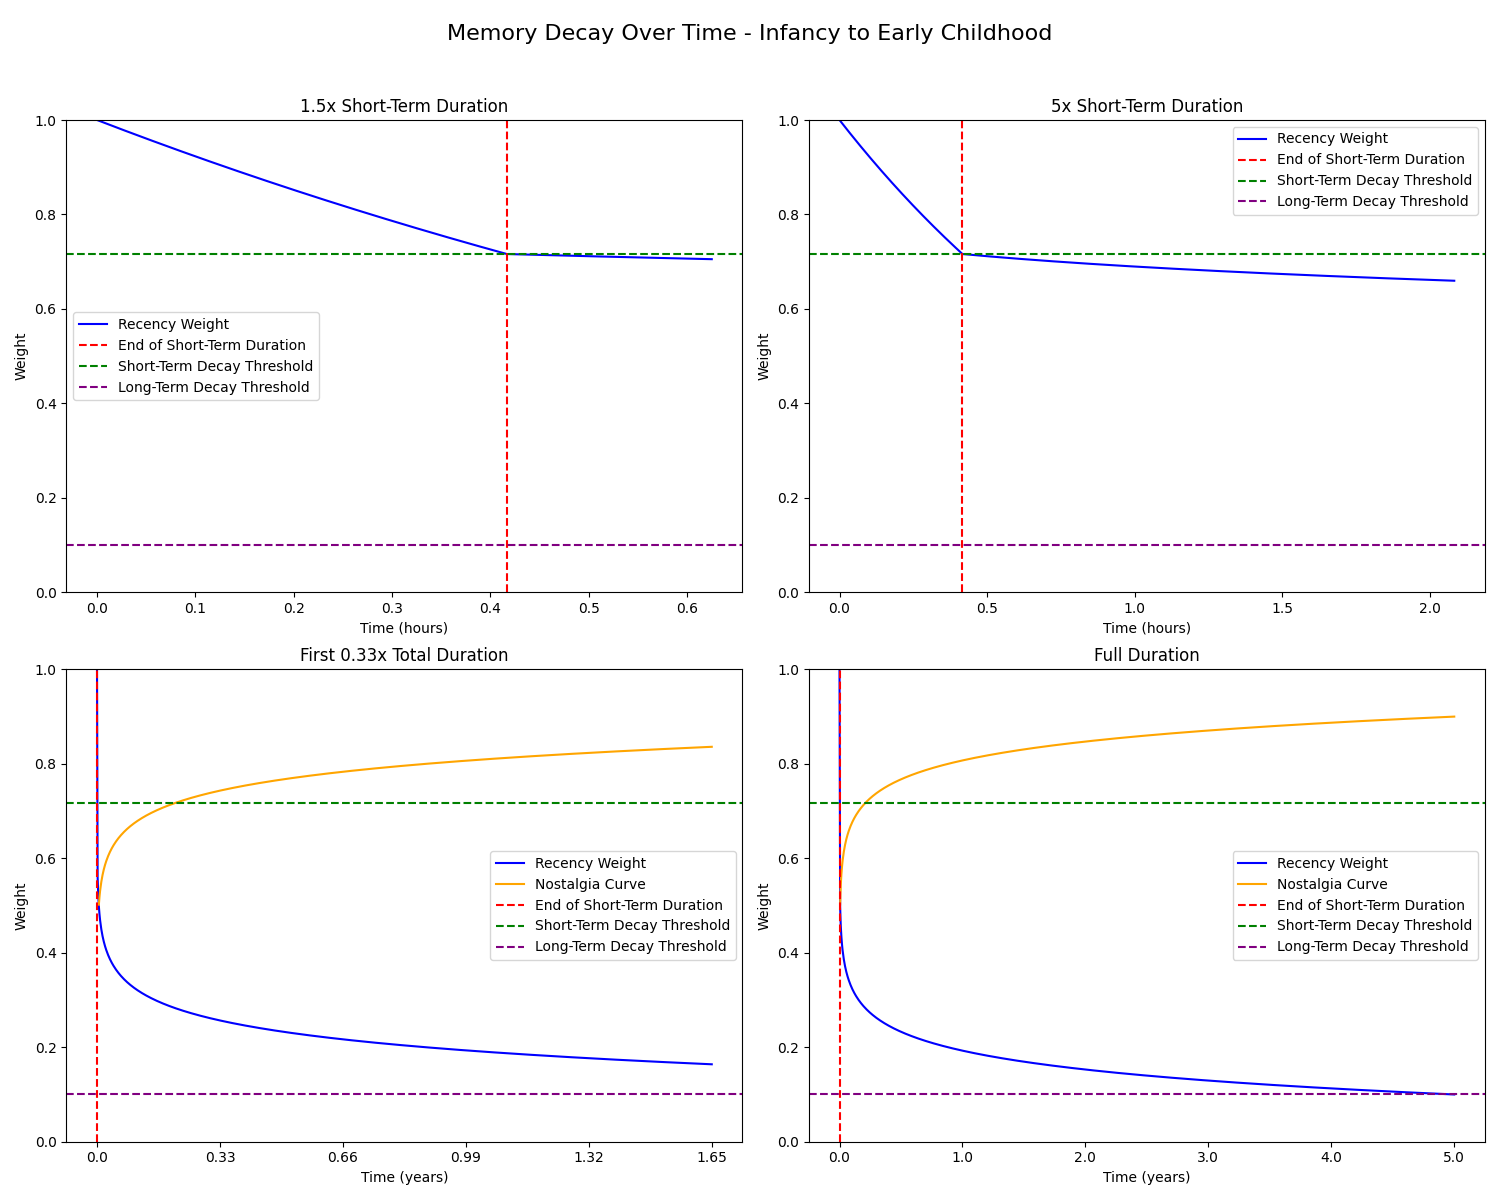 Memory Decay Over Time - Infancy to Early Childhood
1.5x Short-Term Duration
1.0
0.8
0.6
0.4
0.2
0.0
Weight
Recency Weight
End of Short-Term Duration
Short-Term Decay Threshold
Long-Term Decay Threshold
0.0 0.1 0.2 0.3 0.4 0.5 0.6
Time (hours)
5x Short-Term Duration
1.0
0.8
0.6
0.4
0.2
0.0
Weight
Recency Weight
End of Short-Term Duration
Short-Term Decay Threshold
Long-Term Decay Threshold
0.0 0.5 1.0 1.5 2.0
Time (hours)
First 0.33x Total Duration
1.0
0.8
0.6
0.4
0.2
0.0
Weight
Recency Weight
Nostalgia Curve
End of Short-Term Duration
Short-Term Decay Threshold
Long-Term Decay Threshold
0.0 0.33 0.66 0.99 1.32 1.65
Time (years)
Full Duration
1.0
0.8
0.6
0.4
0.2
0.0
Weight
Recency Weight
Nostalgia Curve
End of Short-Term Duration
Short-Term Decay Threshold
Long-Term Decay Threshold
0.0 1.0 2.0 3.0 4.0 5.0
Time (years)